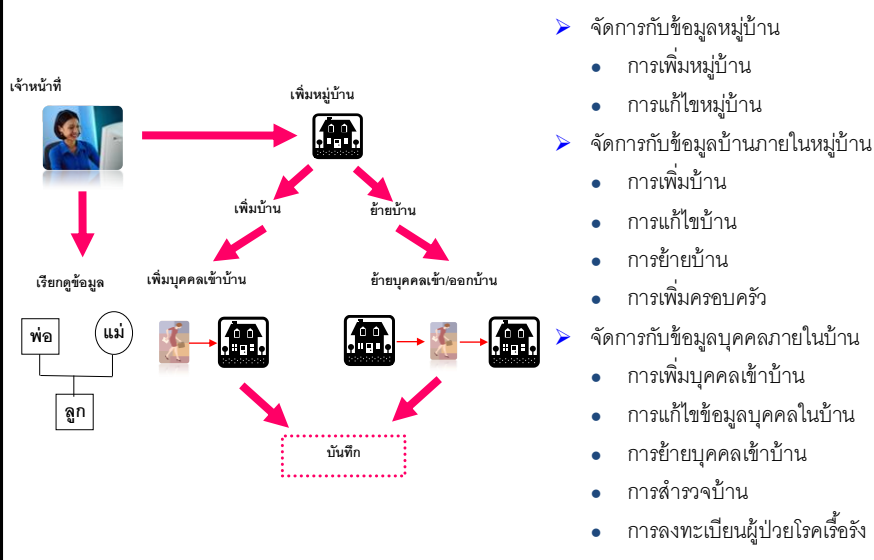 เจ้าหน้าที่
เพิ่มหมู่บ้าน
เพิ่มบ้าน
ย้ายบ้าน
เรียกดูข้อมูล
เพิ่มบุคคลเข้าบ้าน
ย้ายบุคคลเข้า/ออกบ้าน
พ่อ
แม่
ลูก
บันทึก
จัดการกับข้อมูลหมู่บ้าน
การเพิ่มหมู่บ้าน
การแก้ไขหมู่บ้าน
จัดการกับข้อมูลบ้านภายในหมู่บ้าน
การเพิ่มบ้าน
การแก้ไขบ้าน
การย้ายบ้าน
การเพิ่มครอบครัว
จัดการกับข้อมูลบุคคลภายในบ้าน
การเพิ่มบุคคลเข้าบ้าน
การแก้ไขข้อมูลบุคคลในบ้าน
การย้ายบุคคลเข้าบ้าน
การสำรวจบ้าน
การลงทะเบียนผู้ป่วยโรคเรื้อรัง